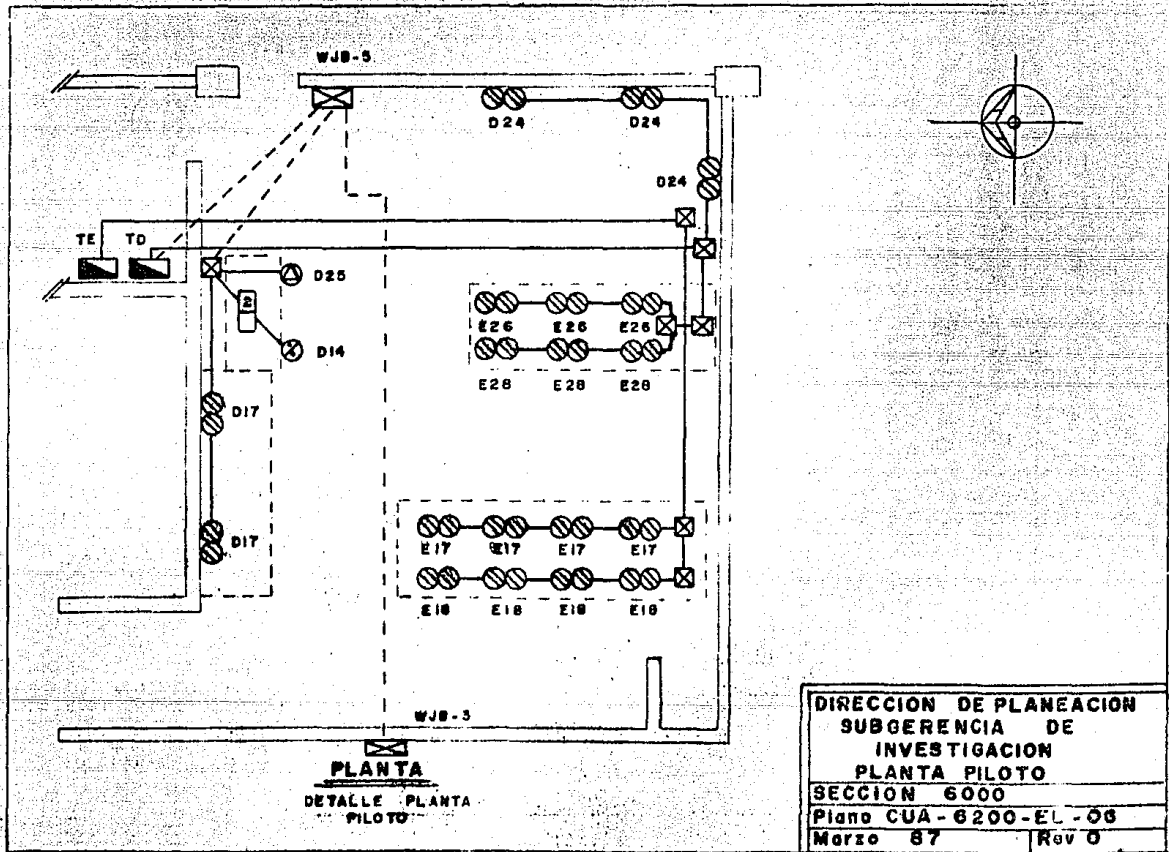 WJB-5
D24 D24
D24
TE TD
D25
2
D14
E26 E26 E26
E28 E28 E28
D17
D17
E17 E17 E17 E17
E18 E18 E18 E18
WJB-3
PLANTA
DETALLE PLANTA
PILOTO
DIRECCION DE PLANEACION
SUBGERENCIA DE
INVESTIGACION
PLANTA PILOTO
SECCION 6000
Plano CUA-6200-EL-06
Marzo 87 Rev 0